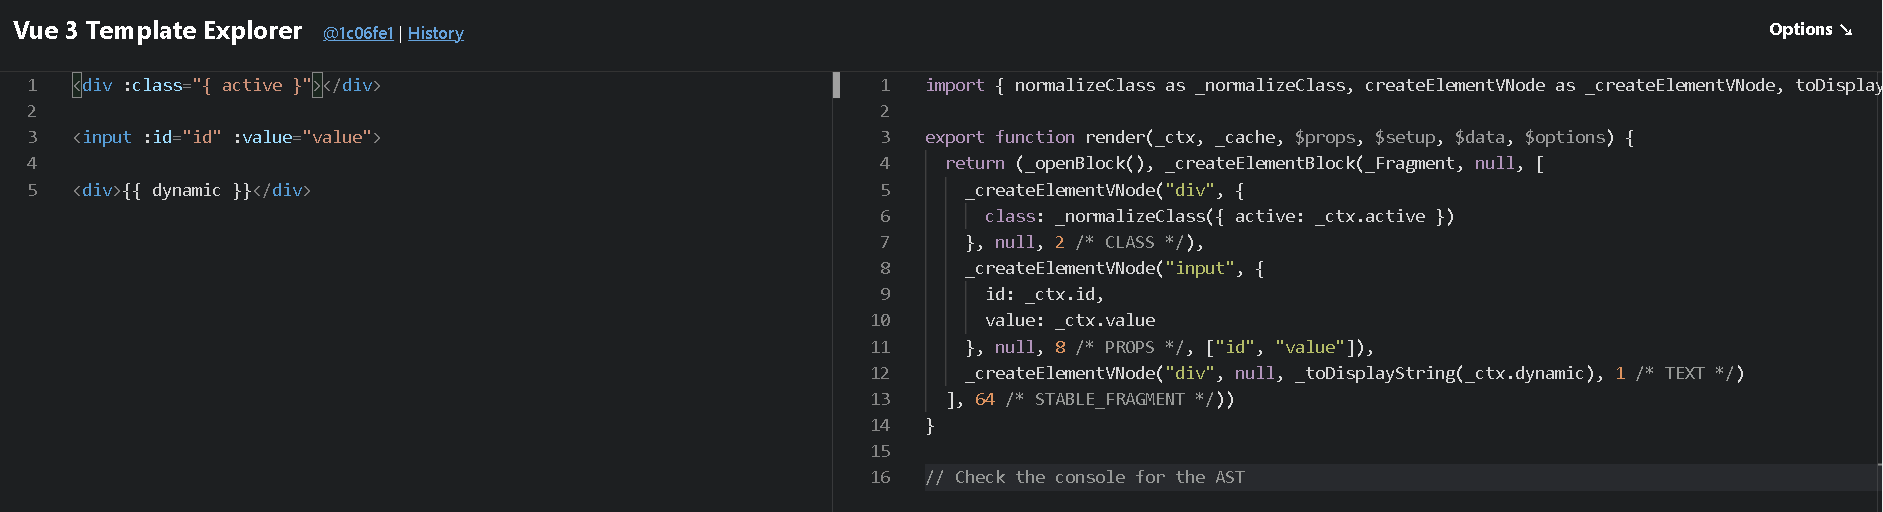 Vue 3 Template Explorer @1c06fe1 | History
Options ↘
1 <div :class="{ active }"></div>
2
3 <input :id="id" :value="value">
4
5 <div>{{ dynamic }}</div>
1 import { normalizeClass as _normalizeClass, createElementVNode as _createElementVNode, toDisplay
2
3 export function render(_ctx, _cache, $props, $setup, $data, $options) {
4 return (_openBlock(), _createElementBlock(_Fragment, null, [
5 _createElementVNode("div", {
6 class: _normalizeClass({ active: _ctx.active })
7 }, null, 2 /* CLASS */),
8 _createElementVNode("input", {
9 id: _ctx.id,
10 value: _ctx.value
11 }, null, 8 /* PROPS */, ["id", "value"]),
12 _createElementVNode("div", null, _toDisplayString(_ctx.dynamic), 1 /* TEXT */)
13 ], 64 /* STABLE_FRAGMENT */))
14 }
15
16 // Check the console for the AST